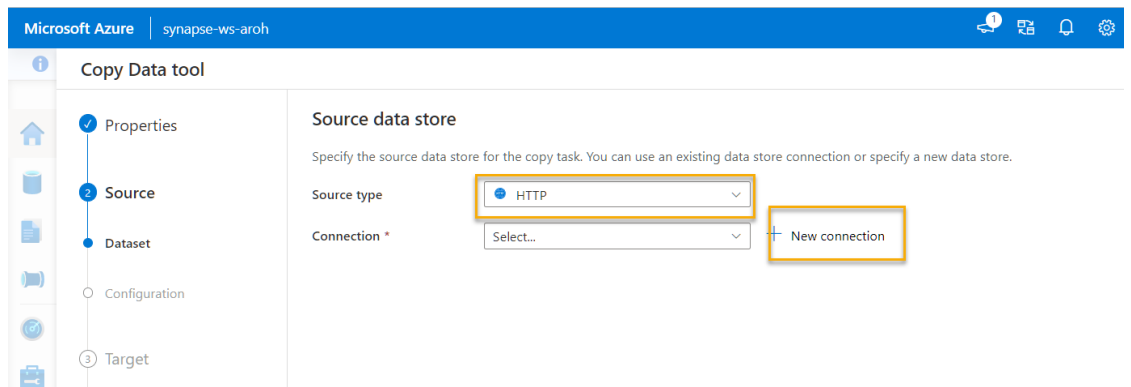 Microsoft Azure synapse-ws-aroh 1
Copy Data tool
Properties
Source data store
Specify the source data store for the copy task. You can use an existing data store connection or specify a new data store.
2 Source
Source type HTTP
Connection * Select... + New connection
Dataset
Configuration
3 Target